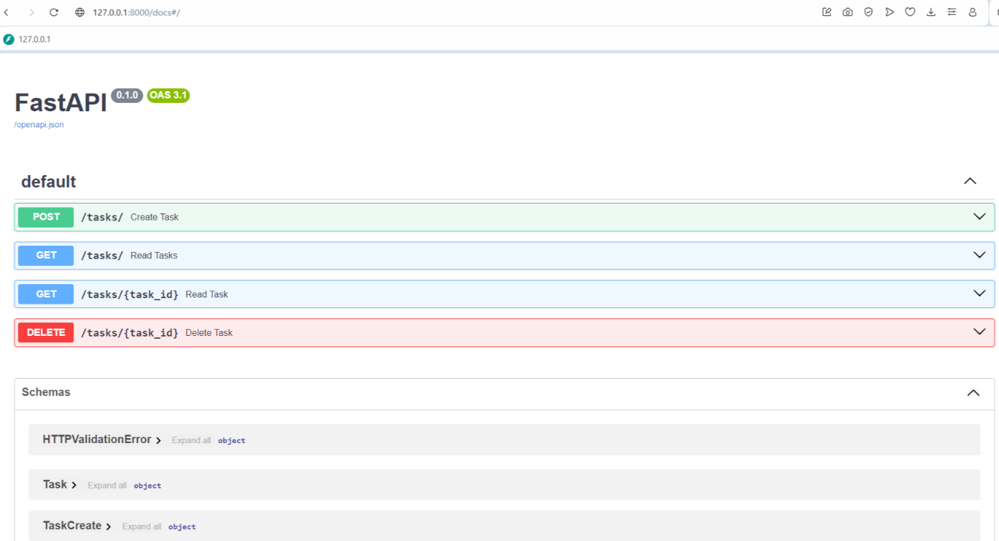 127.0.0.1:8000/docs#/
127.0.0.1
FastAPI 0.1.0 OAS 3.1
/openapi.json
default
POST /tasks/ Create Task
GET /tasks/ Read Tasks
GET /tasks/{task_id} Read Task
DELETE /tasks/{task_id} Delete Task
Schemas
HTTPValidationError Expand all object
Task Expand all object
TaskCreate Expand all object